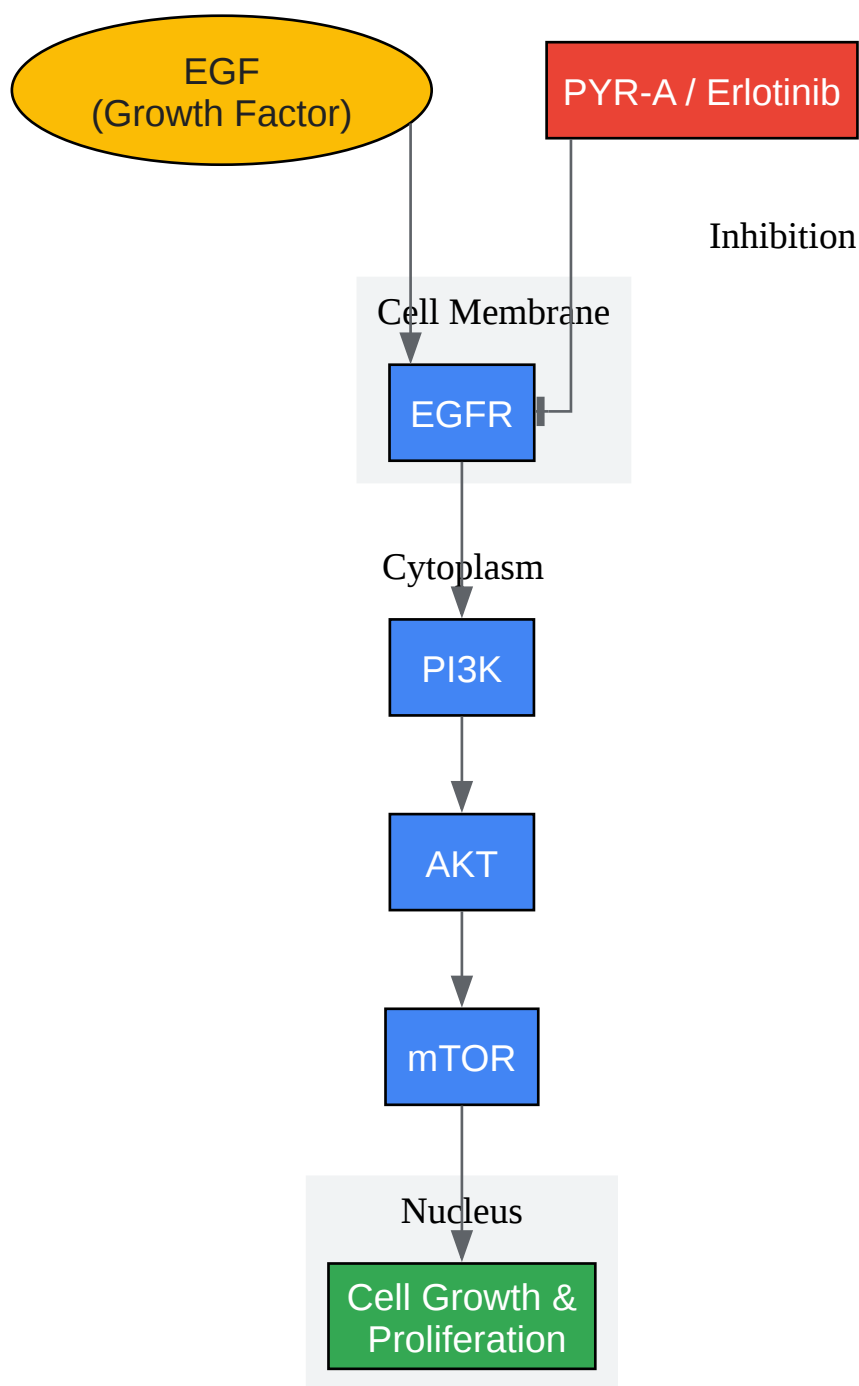 EGF
(Growth Factor)
PYR-A / Erlotinib
Inhibition
Cell Membrane
EGFR
Cytoplasm
PI3K
AKT
mTOR
Nucleus
Cell Growth &
Proliferation